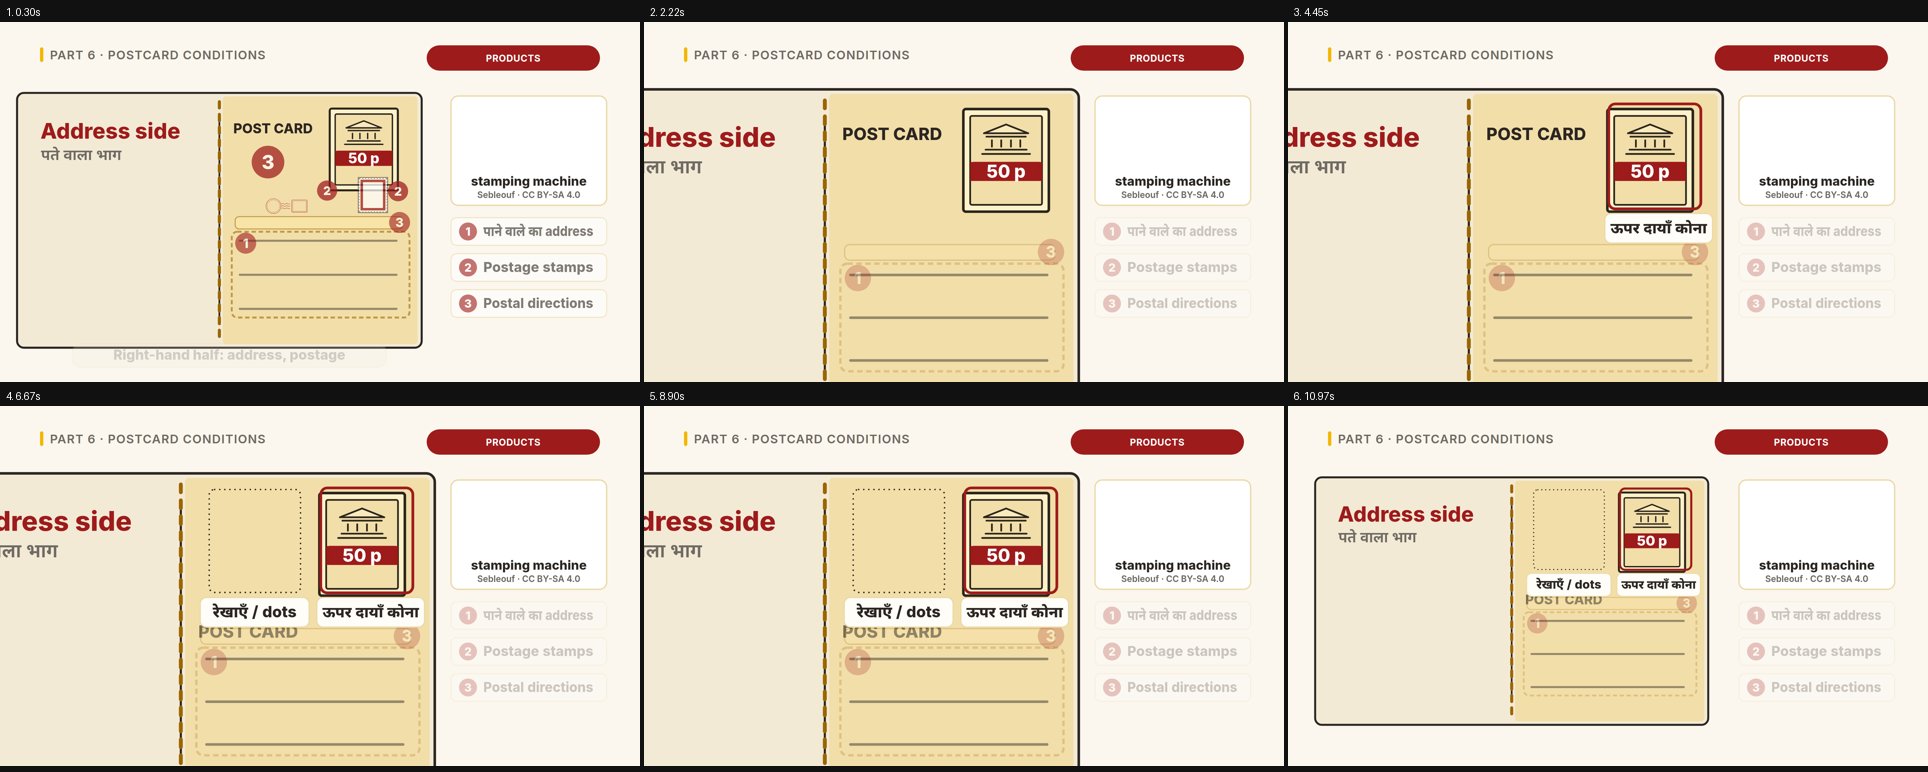 1. 0.30s
PART 6 · POSTCARD CONDITIONS
PRODUCTS
Address side
पते वाला भाग
POST CARD
3
50 p
2
2
3
1
stamping machine
Sebleouf · CC BY-SA 4.0
1 पाने वाले का address
2 Postage stamps
3 Postal directions
Right-hand half: address, postage
2. 2.22s
PART 6 · POSTCARD CONDITIONS
PRODUCTS
dress side
ला भाग
POST CARD
50 p
3
1
stamping machine
Sebleouf · CC BY-SA 4.0
1 पाने वाले का address
2 Postage stamps
3 Postal directions
3. 4.45s
PART 6 · POSTCARD CONDITIONS
PRODUCTS
dress side
ला भाग
POST CARD
50 p
ऊपर दायाँ कोना
3
1
stamping machine
Sebleouf · CC BY-SA 4.0
1 पाने वाले का address
2 Postage stamps
3 Postal directions
4. 6.67s
PART 6 · POSTCARD CONDITIONS
PRODUCTS
dress side
ला भाग
50 p
रेखाएँ / dots
ऊपर दायाँ कोना
POST CARD
3
1
stamping machine
Sebleouf · CC BY-SA 4.0
1 पाने वाले का address
2 Postage stamps
3 Postal directions
5. 8.90s
PART 6 · POSTCARD CONDITIONS
PRODUCTS
dress side
ला भाग
50 p
रेखाएँ / dots
ऊपर दायाँ कोना
POST CARD
3
1
stamping machine
Sebleouf · CC BY-SA 4.0
1 पाने वाले का address
2 Postage stamps
3 Postal directions
6. 10.97s
PART 6 · POSTCARD CONDITIONS
PRODUCTS
Address side
पते वाला भाग
50 p
रेखाएँ / dots
ऊपर दायाँ कोना
POST CARD
3
1
stamping machine
Sebleouf · CC BY-SA 4.0
1 पाने वाले का address
2 Postage stamps
3 Postal directions